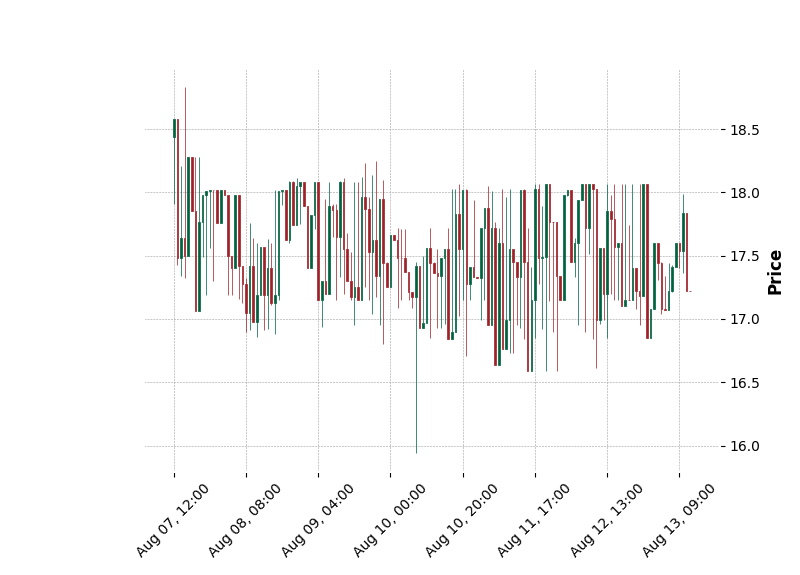 18.5
18.0
17.5
17.0
16.5
16.0
Price
Aug 07, 12:00
Aug 08, 08:00
Aug 09, 04:00
Aug 10, 00:00
Aug 10, 20:00
Aug 11, 17:00
Aug 12, 13:00
Aug 13, 09:00